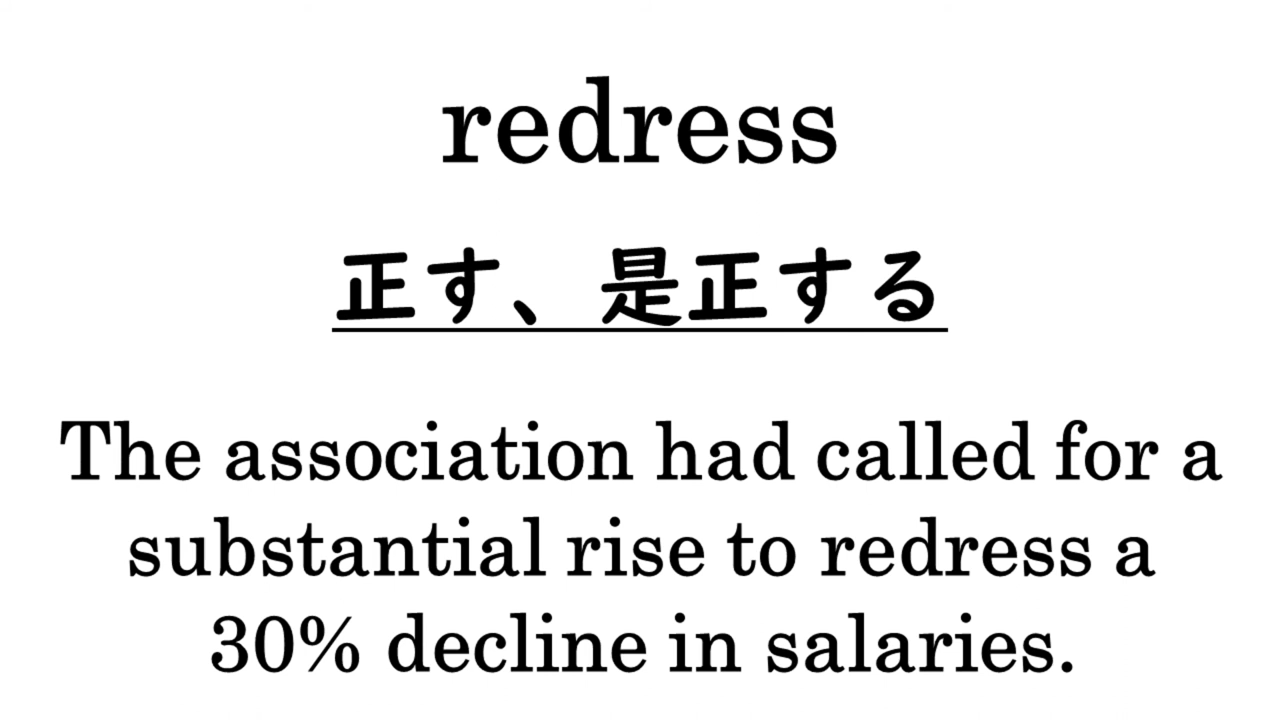 redress
正す、是正する
The association had called for a
substantial rise to redress a
30% decline in salaries.